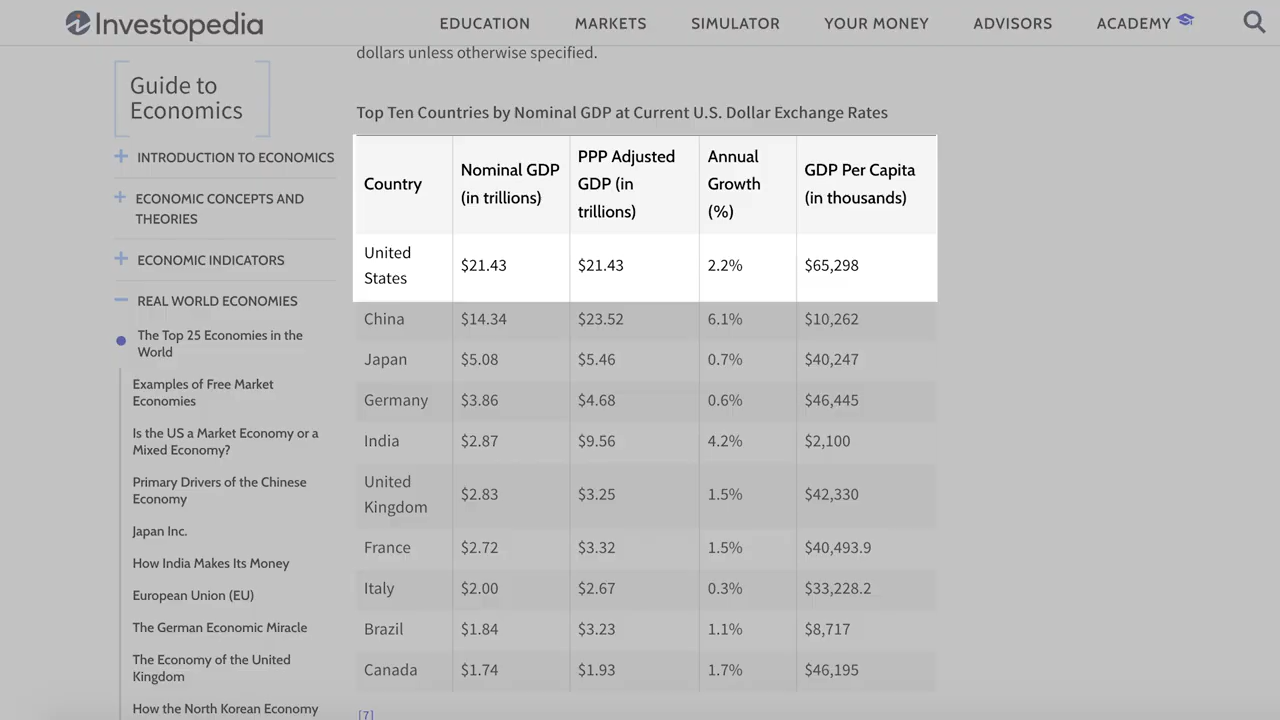 Investopedia
EDUCATION MARKETS SIMULATOR YOUR MONEY ADVISORS ACADEMY
dollars unless otherwise specified.
Guide to
Economics
INTRODUCTION TO ECONOMICS
ECONOMIC CONCEPTS AND
THEORIES
ECONOMIC INDICATORS
REAL WORLD ECONOMIES
The Top 25 Economies in the
World
Examples of Free Market
Economies
Is the US a Market Economy or a
Mixed Economy?
Primary Drivers of the Chinese
Economy
Japan Inc.
How India Makes Its Money
European Union (EU)
The German Economic Miracle
The Economy of the United
Kingdom
How the North Korean Economy
Top Ten Countries by Nominal GDP at Current U.S. Dollar Exchange Rates
Country
Nominal GDP
(in trillions)
PPP Adjusted
GDP (in
trillions)
Annual
Growth
(%)
GDP Per Capita
(in thousands)
United
States
$21.43 $21.43 2.2% $65,298
China $14.34 $23.52 6.1% $10,262
Japan $5.08 $5.46 0.7% $40,247
Germany $3.86 $4.68 0.6% $46,445
India $2.87 $9.56 4.2% $2,100
United
Kingdom
$2.83 $3.25 1.5% $42,330
France $2.72 $3.32 1.5% $40,493.9
Italy $2.00 $2.67 0.3% $33,228.2
Brazil $1.84 $3.23 1.1% $8,717
Canada $1.74 $1.93 1.7% $46,195
[7]